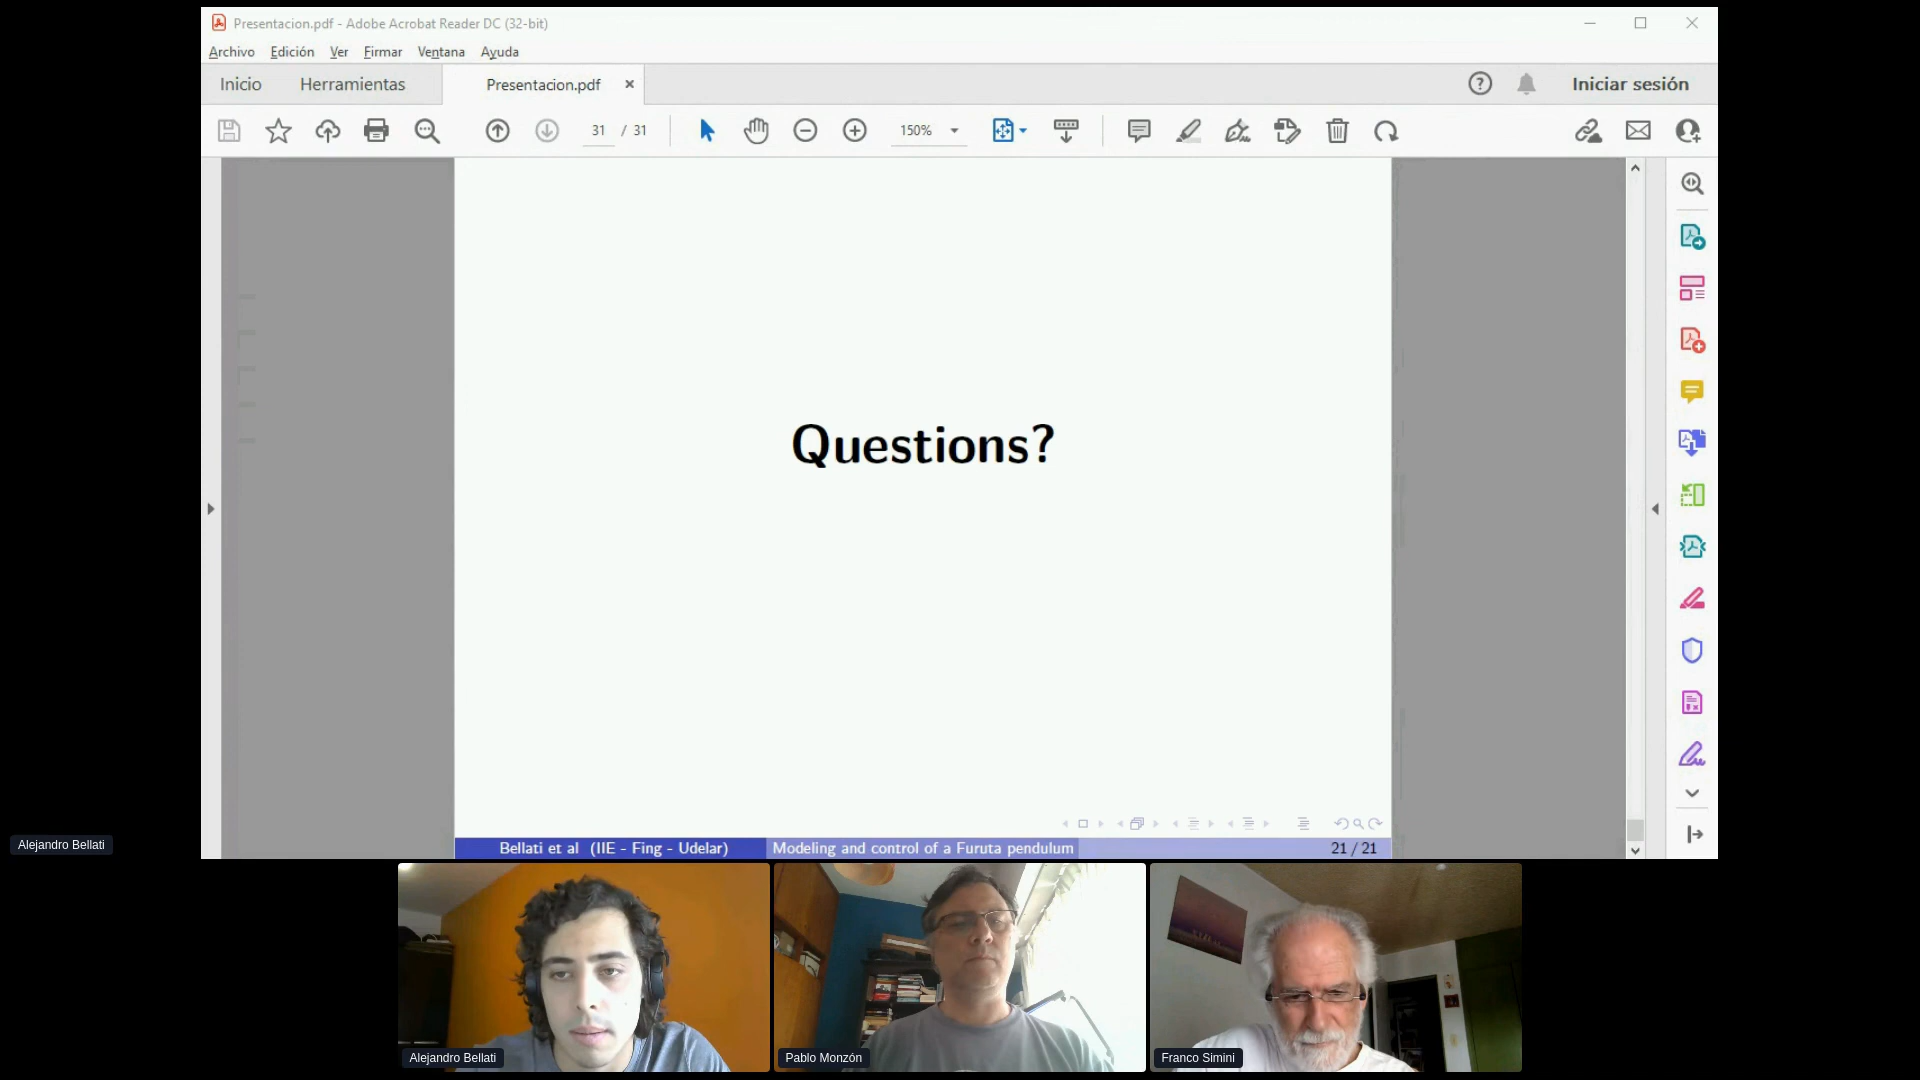 Presentacion.pdf - Adobe Acrobat Reader DC (32-bit)
Archivo Edición Ver Firmar Ventana Ayuda
Inicio Herramientas Presentacion.pdf Iniciar sesión
31 / 31 150%
Questions?
Bellati et al (IIE - Fing - Udelar) Modeling and control of a Furuta pendulum 21 / 21
Alejandro Bellati
Alejandro Bellati
Pablo Monzón
Franco Simini